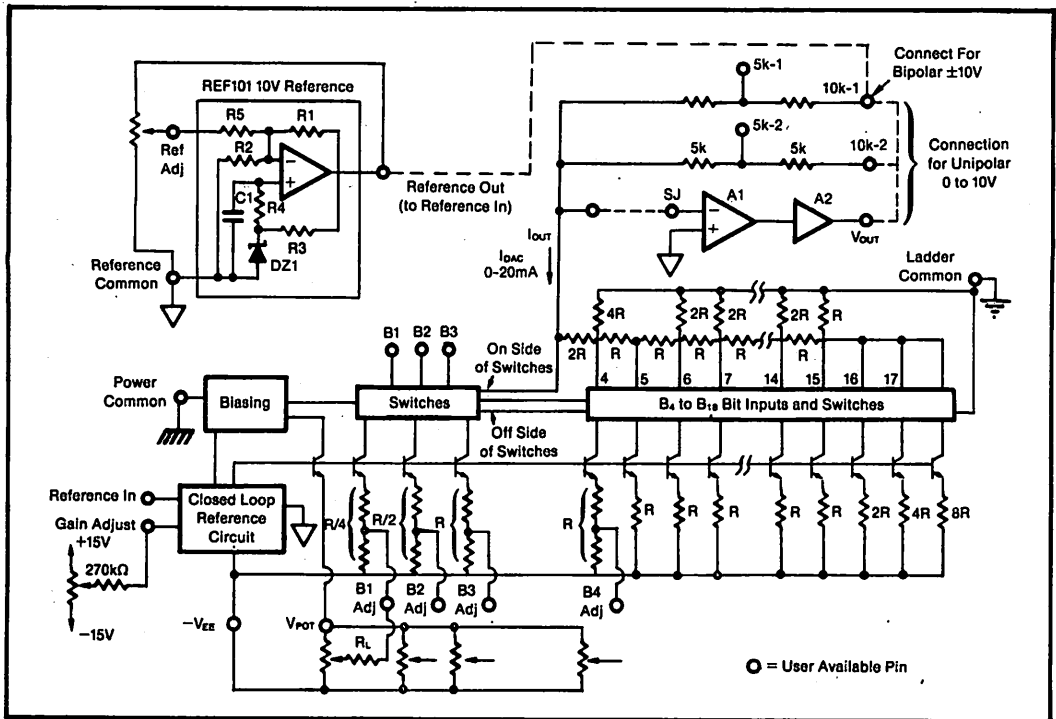 REF101 10V Reference
R5
R1
R2
Ref
Adj
−
+
C1
R4
R3
DZ1
Reference
Common
Reference Out
(to Reference In)
5k-1
10k-1
Connect For
Bipolar ±10V
5k-2
5k
5k
10k-2
Connection
for Unipolar
0 to 10V
SJ
A1
A2
−
+
VOUT
IOUT
IDAC
0-20mA
Ladder
Common
4R
2R
2R
2R
R
2R
R
R
R
R
R
B1
B2
B3
On Side
of Switches
4
5
6
7
14
15
16
17
Power
Common
Biasing
Switches
B4 to B18 Bit Inputs and Switches
Off Side
of Switches
Reference In
Closed Loop
Reference
Circuit
Gain Adjust
+15V
270kΩ
−15V
R/4
R/2
R
R
R
R
R
R
R
2R
4R
8R
B1
Adj
B2
Adj
B3
Adj
B4
Adj
−VEE
VPOT
RL
= User Available Pin